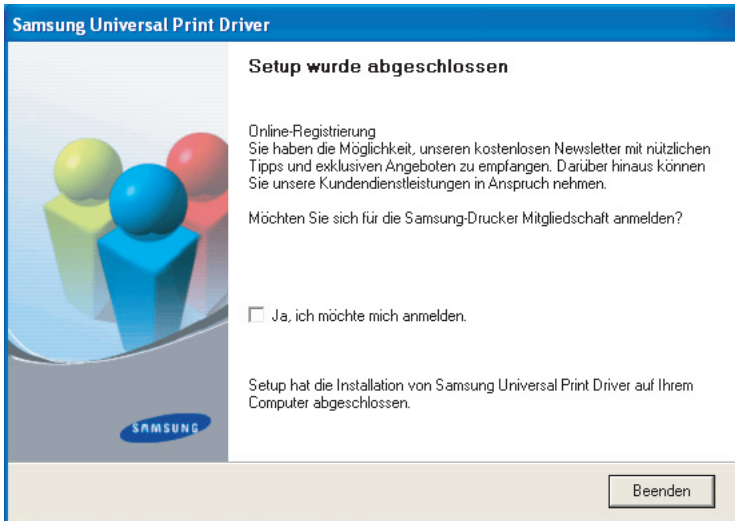 Samsung Universal Print Driver
Setup wurde abgeschlossen
Online-Registrierung
Sie haben die Möglichkeit, unseren kostenlosen Newsletter mit nützlichen
Tipps und exklusiven Angeboten zu empfangen. Darüber hinaus können
Sie unsere Kundendienstleistungen in Anspruch nehmen.
Möchten Sie sich für die Samsung-Drucker Mitgliedschaft anmelden?
Ja, ich möchte mich anmelden.
Setup hat die Installation von Samsung Universal Print Driver auf Ihrem
Computer abgeschlossen.
SAMSUNG
Beenden